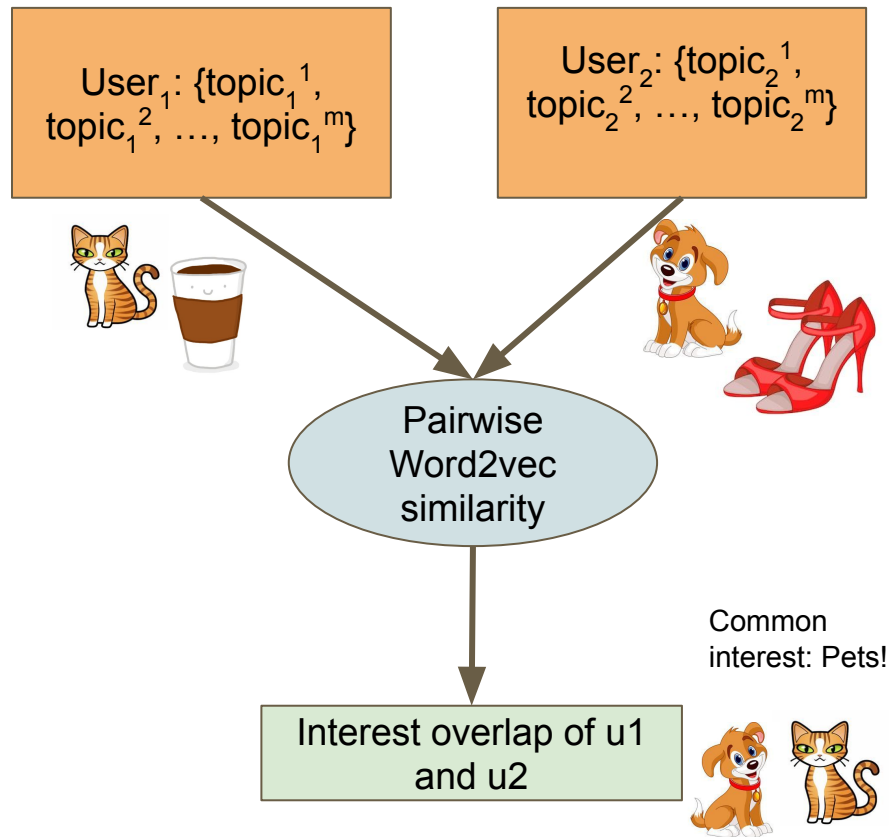 User₁: {topic₁¹,
topic₁², …, topic₁ᵐ}
User₂: {topic₂¹,
topic₂², …, topic₂ᵐ}
Pairwise
Word2vec
similarity
Common
interest: Pets!
Interest overlap of u1
and u2